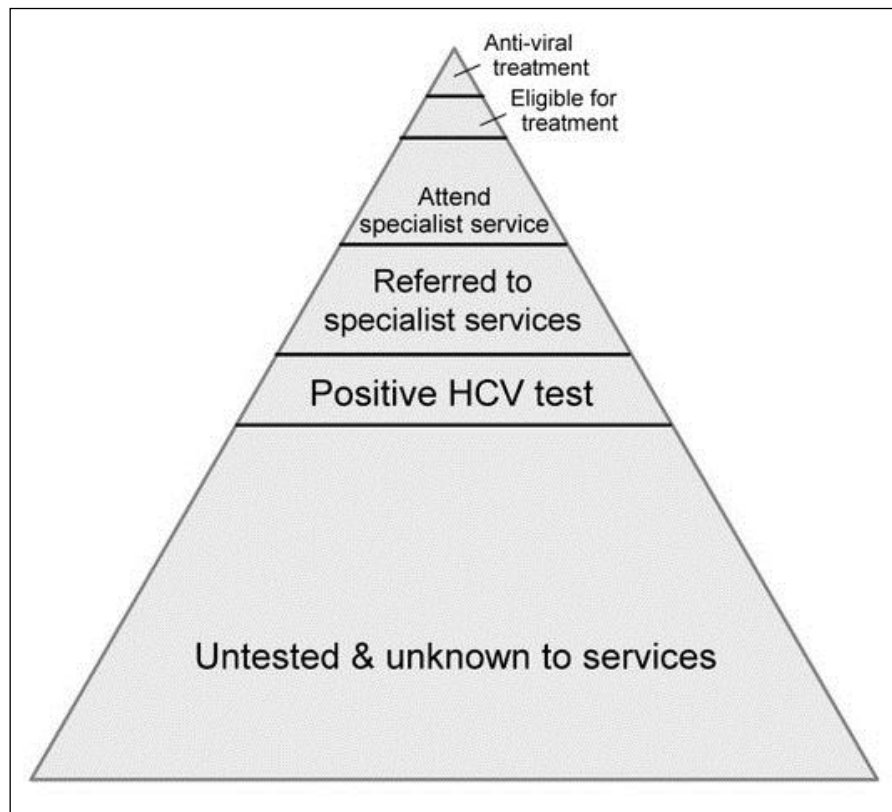 Anti-viral
treatment
Eligible for
treatment
Attend
specialist service
Referred to
specialist services
Positive HCV test
Untested & unknown to services